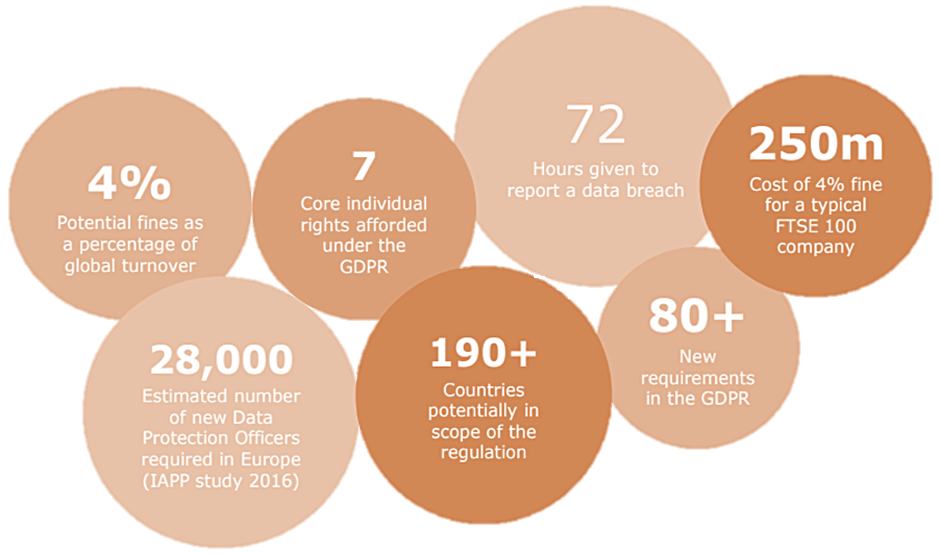 4%
Potential fines as
a percentage of
global turnover
7
Core individual
rights afforded
under the
GDPR
72
Hours given to
report a data breach
250m
Cost of 4% fine
for a typical
FTSE 100
company
28,000
Estimated number
of new Data
Protection Officers
required in Europe
(IAPP study 2016)
190+
Countries
potentially in
scope of the
regulation
80+
New
requirements
in the GDPR